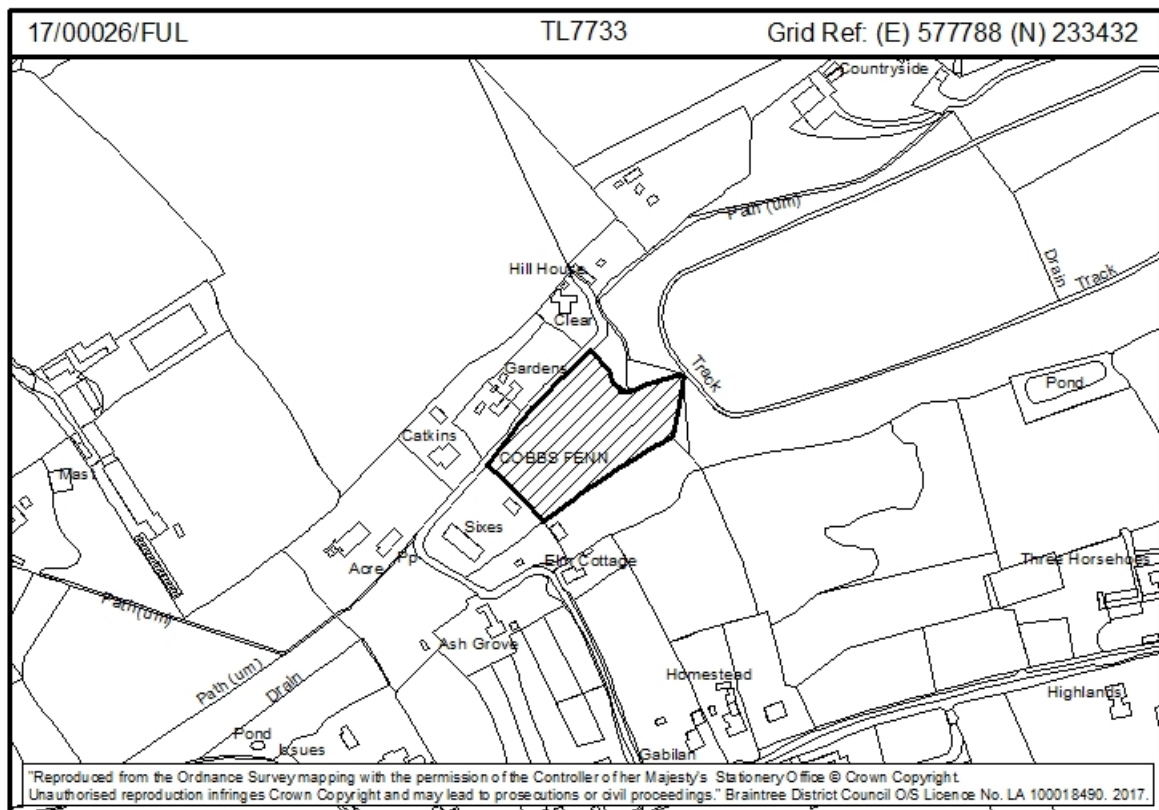 17/00026/FUL TL7733 Grid Ref: (E) 577788 (N) 233432
Countryside
Path (um)
Hill House
Drain
Track
Clear
Gardens
Track
Pond
Catkins
COBBS FENN
Mast
Sixes
Pp
Elm Cottage
Three Horsehoes
Acre
Path (um)
Ash Grove
Path (um)
Drain
Homestead
Highlands
Pond
Issues
Gabilan
"Reproduced from the Ordnance Survey mapping with the permission of the Controller of her Majesty's Stationery Office © Crown Copyright.
Unauthorised reproduction infringes Crown Copyright and may lead to prosecutions or civil proceedings." Braintree District Council O/S Licence No. LA 100018490. 2017.